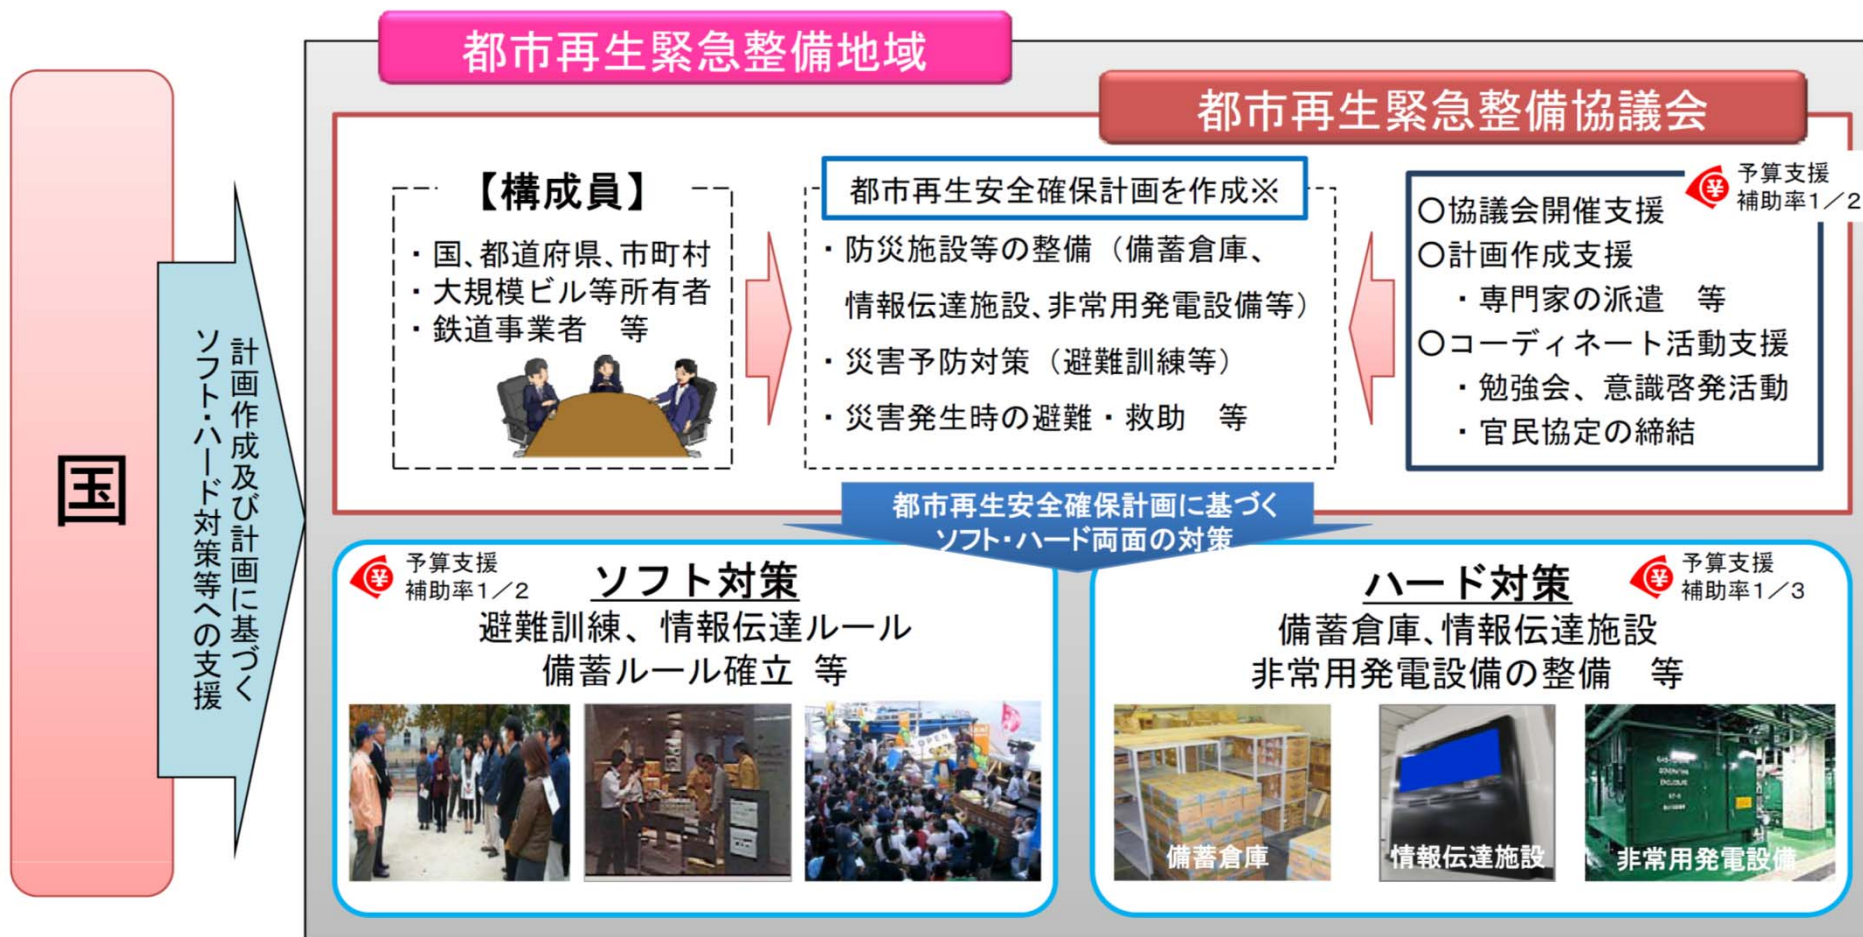 都市再生緊急整備地域
都市再生緊急整備協議会
国
計画作成及び計画に基づく
ソフト・ハード対策等への支援
【構成員】
・国、都道府県、市町村
・大規模ビル等所有者
・鉄道事業者　等
都市再生安全確保計画を作成※
・防災施設等の整備（備蓄倉庫、
情報伝達施設、非常用発電設備等）
・災害予防対策（避難訓練等）
・災害発生時の避難・救助　等
予算支援
補助率１／２
○協議会開催支援
○計画作成支援
・専門家の派遣　等
○コーディネート活動支援
・勉強会、意識啓発活動
・官民協定の締結
都市再生安全確保計画に基づく
ソフト・ハード両面の対策
予算支援
補助率１／２
ソフト対策
避難訓練、情報伝達ルール
備蓄ルール確立 等
OPEN
ハード対策
予算支援
補助率１／３
備蓄倉庫、情報伝達施設
非常用発電設備の整備　等
備蓄倉庫
情報伝達施設
非常用発電設備